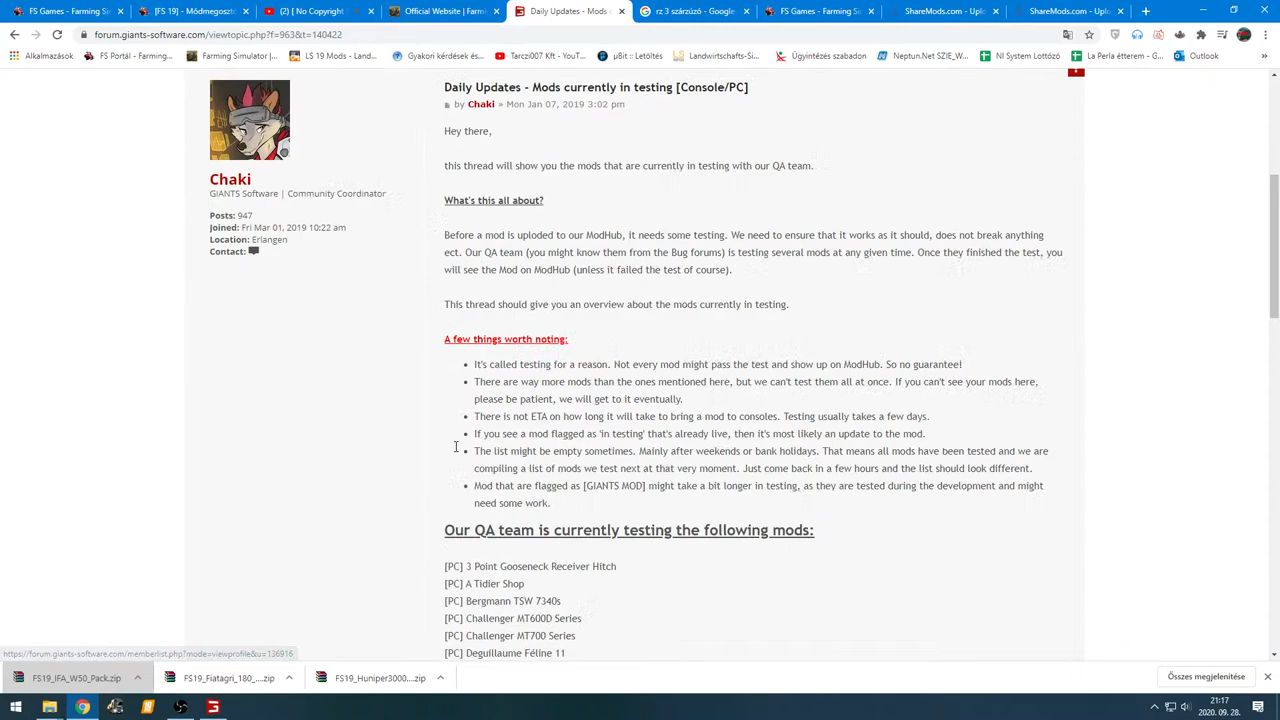 FS Games - Farming Sim
[FS 19] - Módmegosztó
(2) [ No Copyright S
Official Website | Farmin
Daily Updates - Mods c
rz 3 szárzúzó - Google
FS Games - Farming Sim
ShareMods.com - Uplo
ShareMods.com - Uplo
forum.giants-software.com/viewtopic.php?f=963&t=140422
Alkalmazások
FS Portál - Farming...
Farming Simulator |...
LS 19 Mods - Land...
Gyakori kérdések és...
Tarczi007 Kft - YouT...
µBit :: Letöltés
Landwirtschafts-Si...
Ügyintézés szabadon
Neptun.Net SZIE_W...
NI System Lottózó
La Perla étterem - G...
Outlook
»
Daily Updates - Mods currently in testing [Console/PC]
by Chaki » Mon Jan 07, 2019 3:02 pm
Hey there,
this thread will show you the mods that are currently in testing with our QA team.
Chaki
GIANTS Software | Community Coordinator
Posts: 947
Joined: Fri Mar 01, 2019 10:22 am
Location: Erlangen
Contact:
What's this all about?
Before a mod is uploded to our ModHub, it needs some testing. We need to ensure that it works as it should, does not break anything
ect. Our QA team (you might know them from the Bug forums) is testing several mods at any given time. Once they finished the test, you
will see the Mod on ModHub (unless it failed the test of course).
This thread should give you an overview about the mods currently in testing.
A few things worth noting:
• It's called testing for a reason. Not every mod might pass the test and show up on ModHub. So no guarantee!
• There are way more mods than the ones mentioned here, but we can't test them all at once. If you can't see your mods here,
please be patient, we will get to it eventually.
• There is not ETA on how long it will take to bring a mod to consoles. Testing usually takes a few days.
• If you see a mod flagged as 'in testing' that's already live, then it's most likely an update to the mod.
• The list might be empty sometimes. Mainly after weekends or bank holidays. That means all mods have been tested and we are
compiling a list of mods we test next at that very moment. Just come back in a few hours and the list should look different.
• Mod that are flagged as [GIANTS MOD] might take a bit longer in testing, as they are tested during the development and might
need some work.
Our QA team is currently testing the following mods:
[PC] 3 Point Gooseneck Receiver Hitch
[PC] A Tidier Shop
[PC] Bergmann TSW 7340s
[PC] Challenger MT600D Series
[PC] Challenger MT700 Series
[PC] Deguillaume Féline 11
https://forum.giants-software.com/memberlist.php?mode=viewprofile&u=136916
FS19_IFA_W50_Pack.zip
FS19_Fiatagri_180_....zip
FS19_Huniper3000....zip
Összes megjelenítése
21:17
2020. 09. 28.